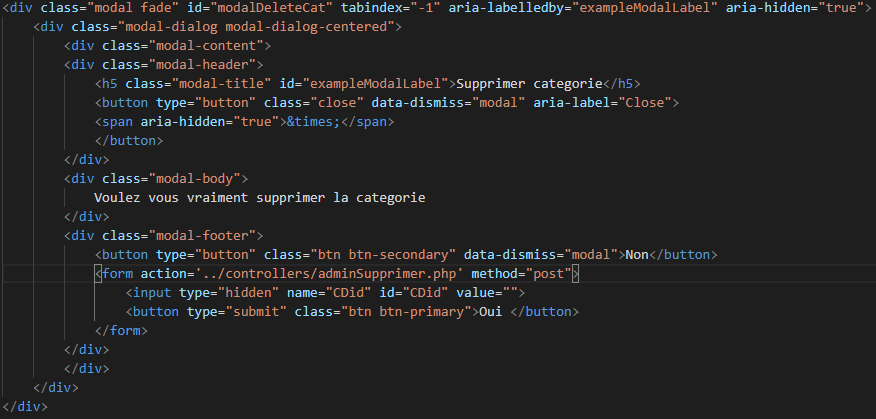 <div class="modal fade" id="modalDeleteCat" tabindex="-1" aria-labelledby="exampleModalLabel" aria-hidden="true">
<div class="modal-dialog modal-dialog-centered">
<div class="modal-content">
<div class="modal-header">
<h5 class="modal-title" id="exampleModalLabel">Supprimer categorie</h5>
<button type="button" class="close" data-dismiss="modal" aria-label="Close">
<span aria-hidden="true">&times;</span>
</button>
</div>
<div class="modal-body">
Voulez vous vraiment supprimer la categorie
</div>
<div class="modal-footer">
<button type="button" class="btn btn-secondary" data-dismiss="modal">Non</button>
<form action='../controllers/adminSupprimer.php' method="post">
<input type="hidden" name="CDid" id="CDid" value="">
<button type="submit" class="btn btn-primary">Oui </button>
</form>
</div>
</div>
</div>
</div>